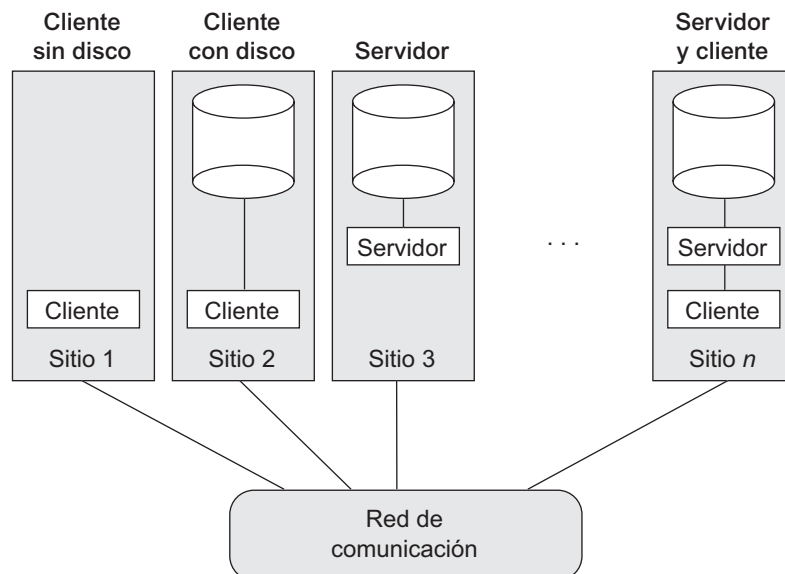 Cliente
sin disco
Cliente
con disco
Servidor
Servidor
y cliente
Cliente
Sitio 1
Cliente
Sitio 2
Servidor
Sitio 3
. . .
Servidor
Cliente
Sitio n
Red de
comunicación